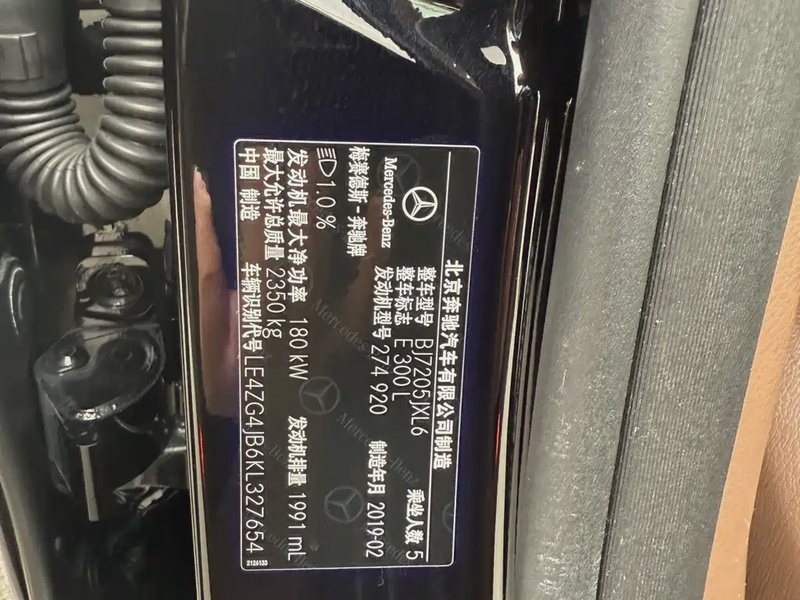 北京奔驰汽车有限公司制造
Mercedes-Benz
梅赛德斯-奔驰牌
整车型号 BJ7205JXL6
乘坐人数 5
整车标志 E 300 L
发动机型号 274 920
制造年月 2019-02
1.0 %
发动机最大净功率 180 kW
发动机排量 1991 mL
最大允许总质量 2350 kg
中国 制造
车辆识别代号 LE4ZG4JB6KL327654